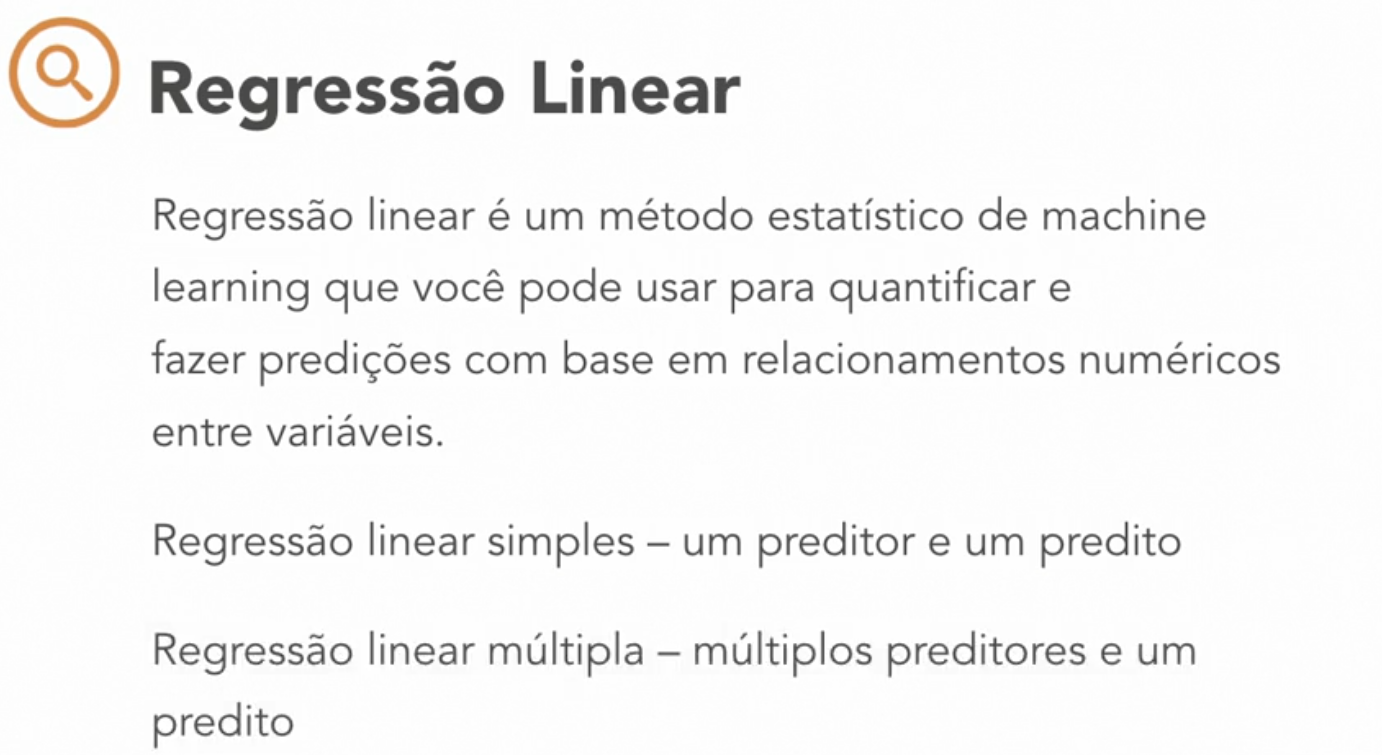 Regressão Linear
Regressão linear é um método estatístico de machine
learning que você pode usar para quantificar e
fazer predições com base em relacionamentos numéricos
entre variáveis.
Regressão linear simples – um preditor e um predito
Regressão linear múltipla – múltiplos preditores e um
predito